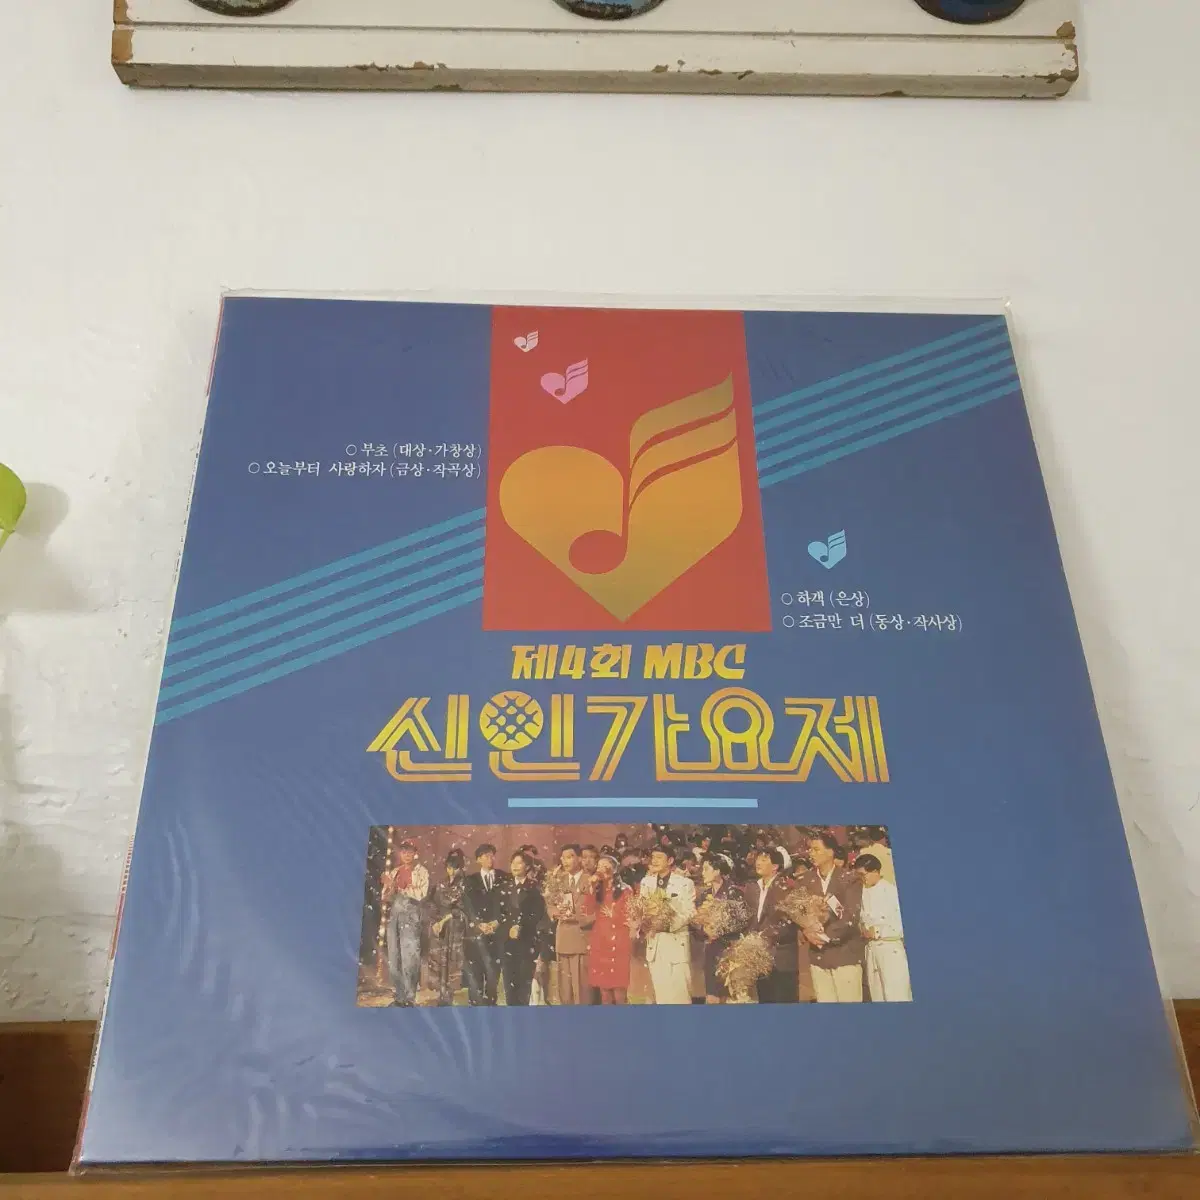 ○ 부초 (대상·가창상)
○ 오늘부터 사랑하자 (금상·작곡상)
○ 하객 (은상)
○ 조금만 더 (동상·작사상)
제4회 MBC
신인가요제